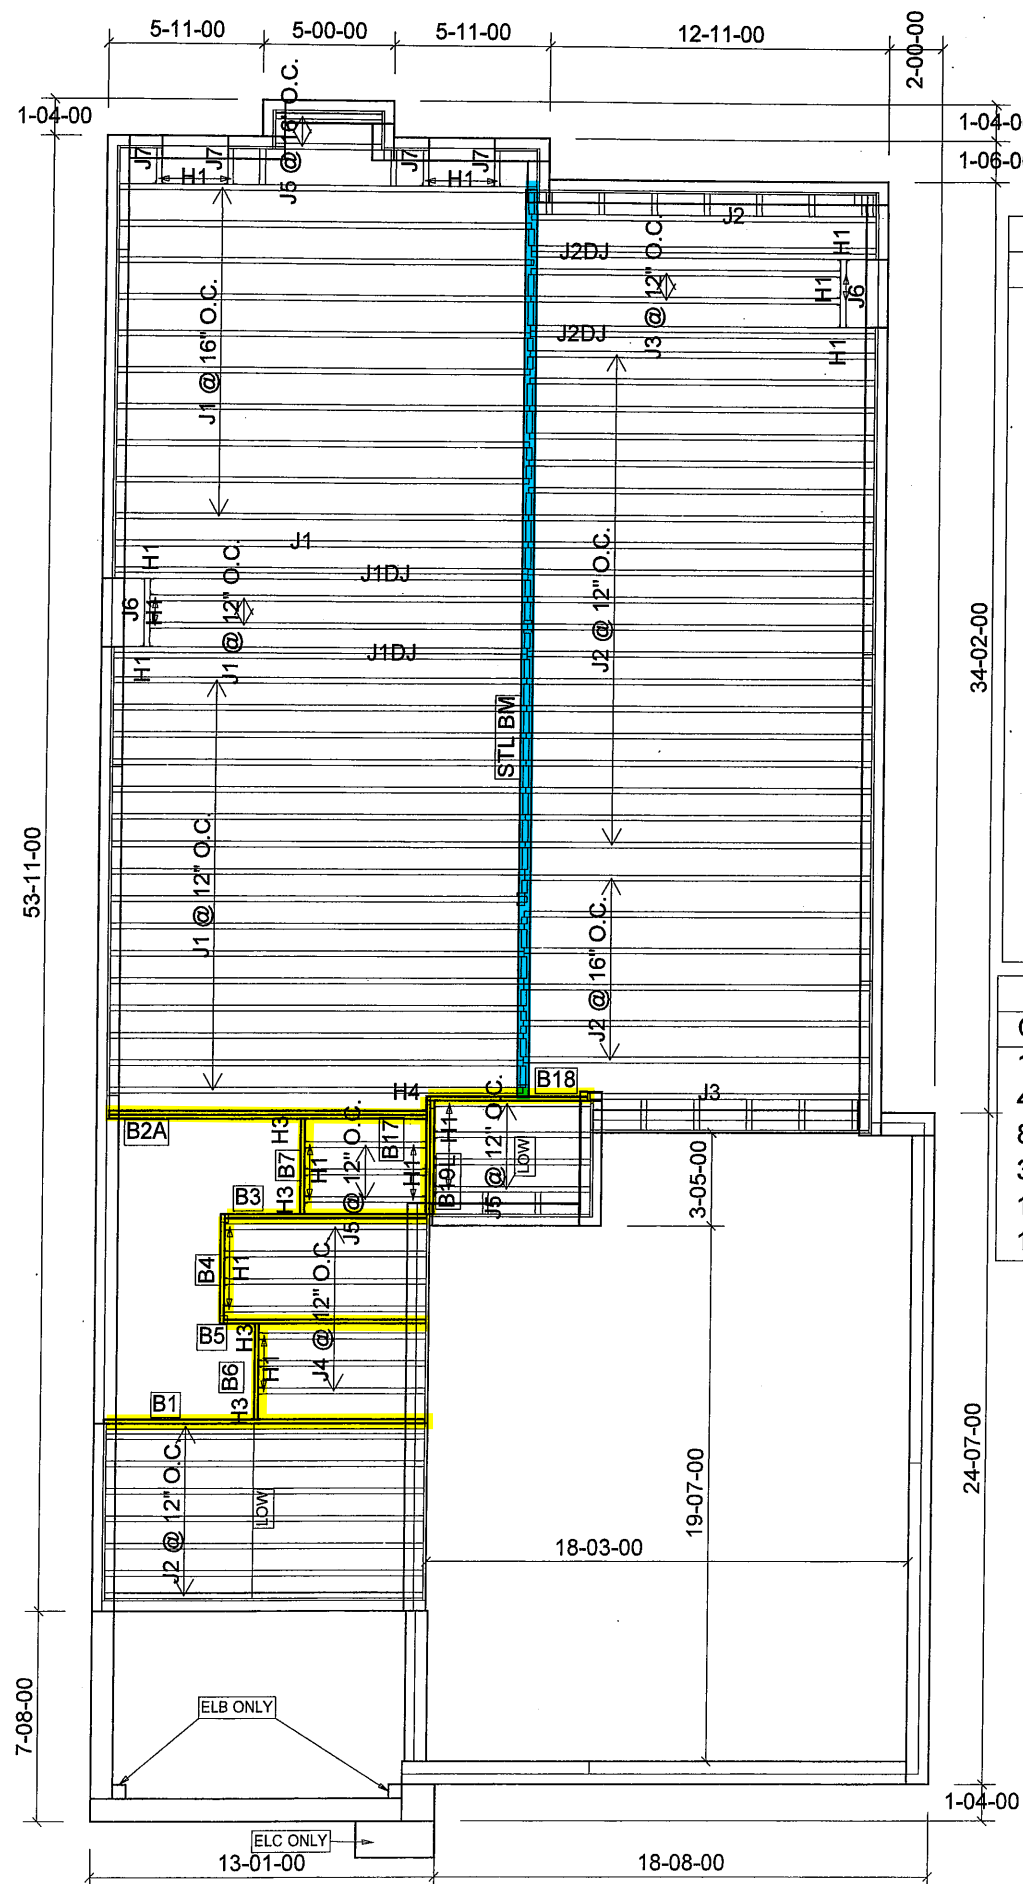 5-11-00
5-00-00
5-11-00
12-11-00
2-00-00
1-04-00
1-04-0
1-06-0
J7
J7
J7
J7
H1
H1
J5 @ 16" O.C.
J2
J2DJ
J3 @ 12" O.C.
H1
H1
J6
H1
J2DJ
J1 @ 16" O.C.
J1
J1DJ
H1
J6
H1
H1
J1 @ 12" O.C.
J1DJ
J2 @ 12" O.C.
34-02-00
STL BM
53-11-00
J1 @ 12" O.C.
J2 @ 16" O.C.
H4
B18
J3
B2A
H3
B7
H1
H3
J5 @ 12" O.C.
B17
H1
H1
B19L
J5 @ 12" O.C.
LOW
3-05-00
B3
B4
H1
J4 @ 12" O.C.
B5
H3
B6
H1
H3
B1
J2 @ 12" O.C.
LOW
24-07-00
19-07-00
18-03-00
7-08-00
ELB ONLY
ELC ONLY
1-04-00
13-01-00
18-08-00